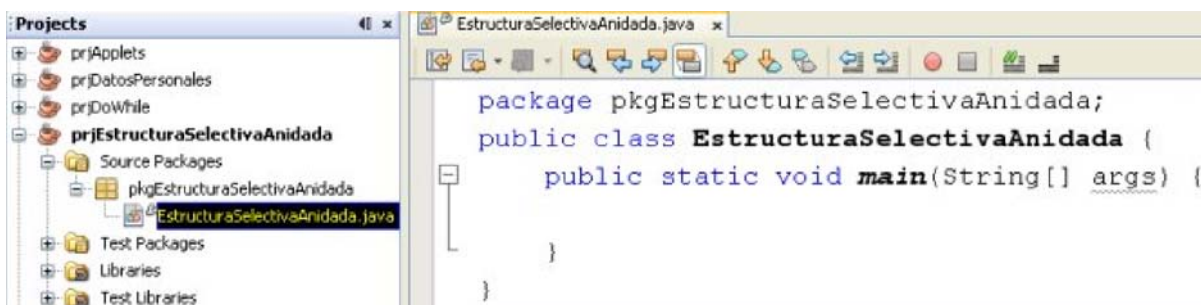 Projects
prjApplets
prjDatosPersonales
prjDoWhile
prjEstructuraSelectivaAnidada
Source Packages
pkgEstructuraSelectivaAnidada
EstructuraSelectivaAnidada.java
Test Packages
Libraries
Test Libraries
EstructuraSelectivaAnidada.java
package pkgEstructuraSelectivaAnidada;
public class EstructuraSelectivaAnidada {
public static void main(String[] args) {
}
}